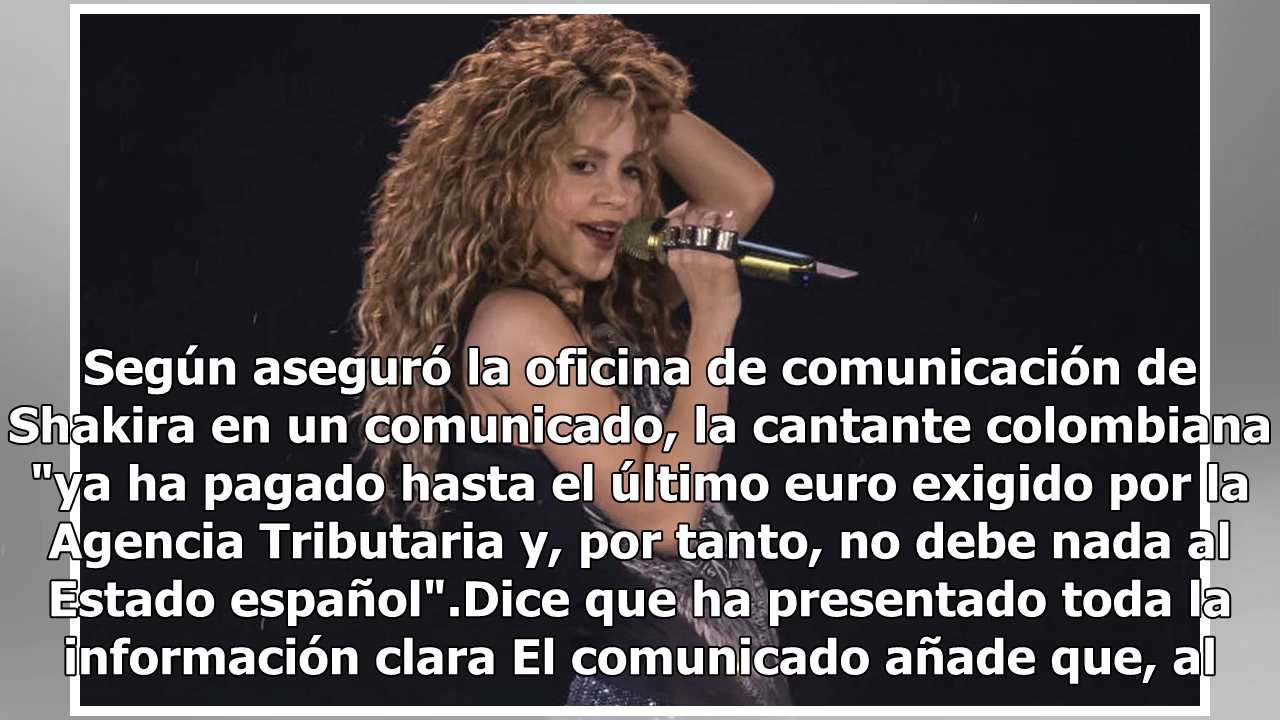 Según aseguró la oficina de comunicación de
Shakira en un comunicado, la cantante colombiana
"ya ha pagado hasta el último euro exigido por la
Agencia Tributaria y, por tanto, no debe nada al
Estado español".Dice que ha presentado toda la
información clara El comunicado añade que, al